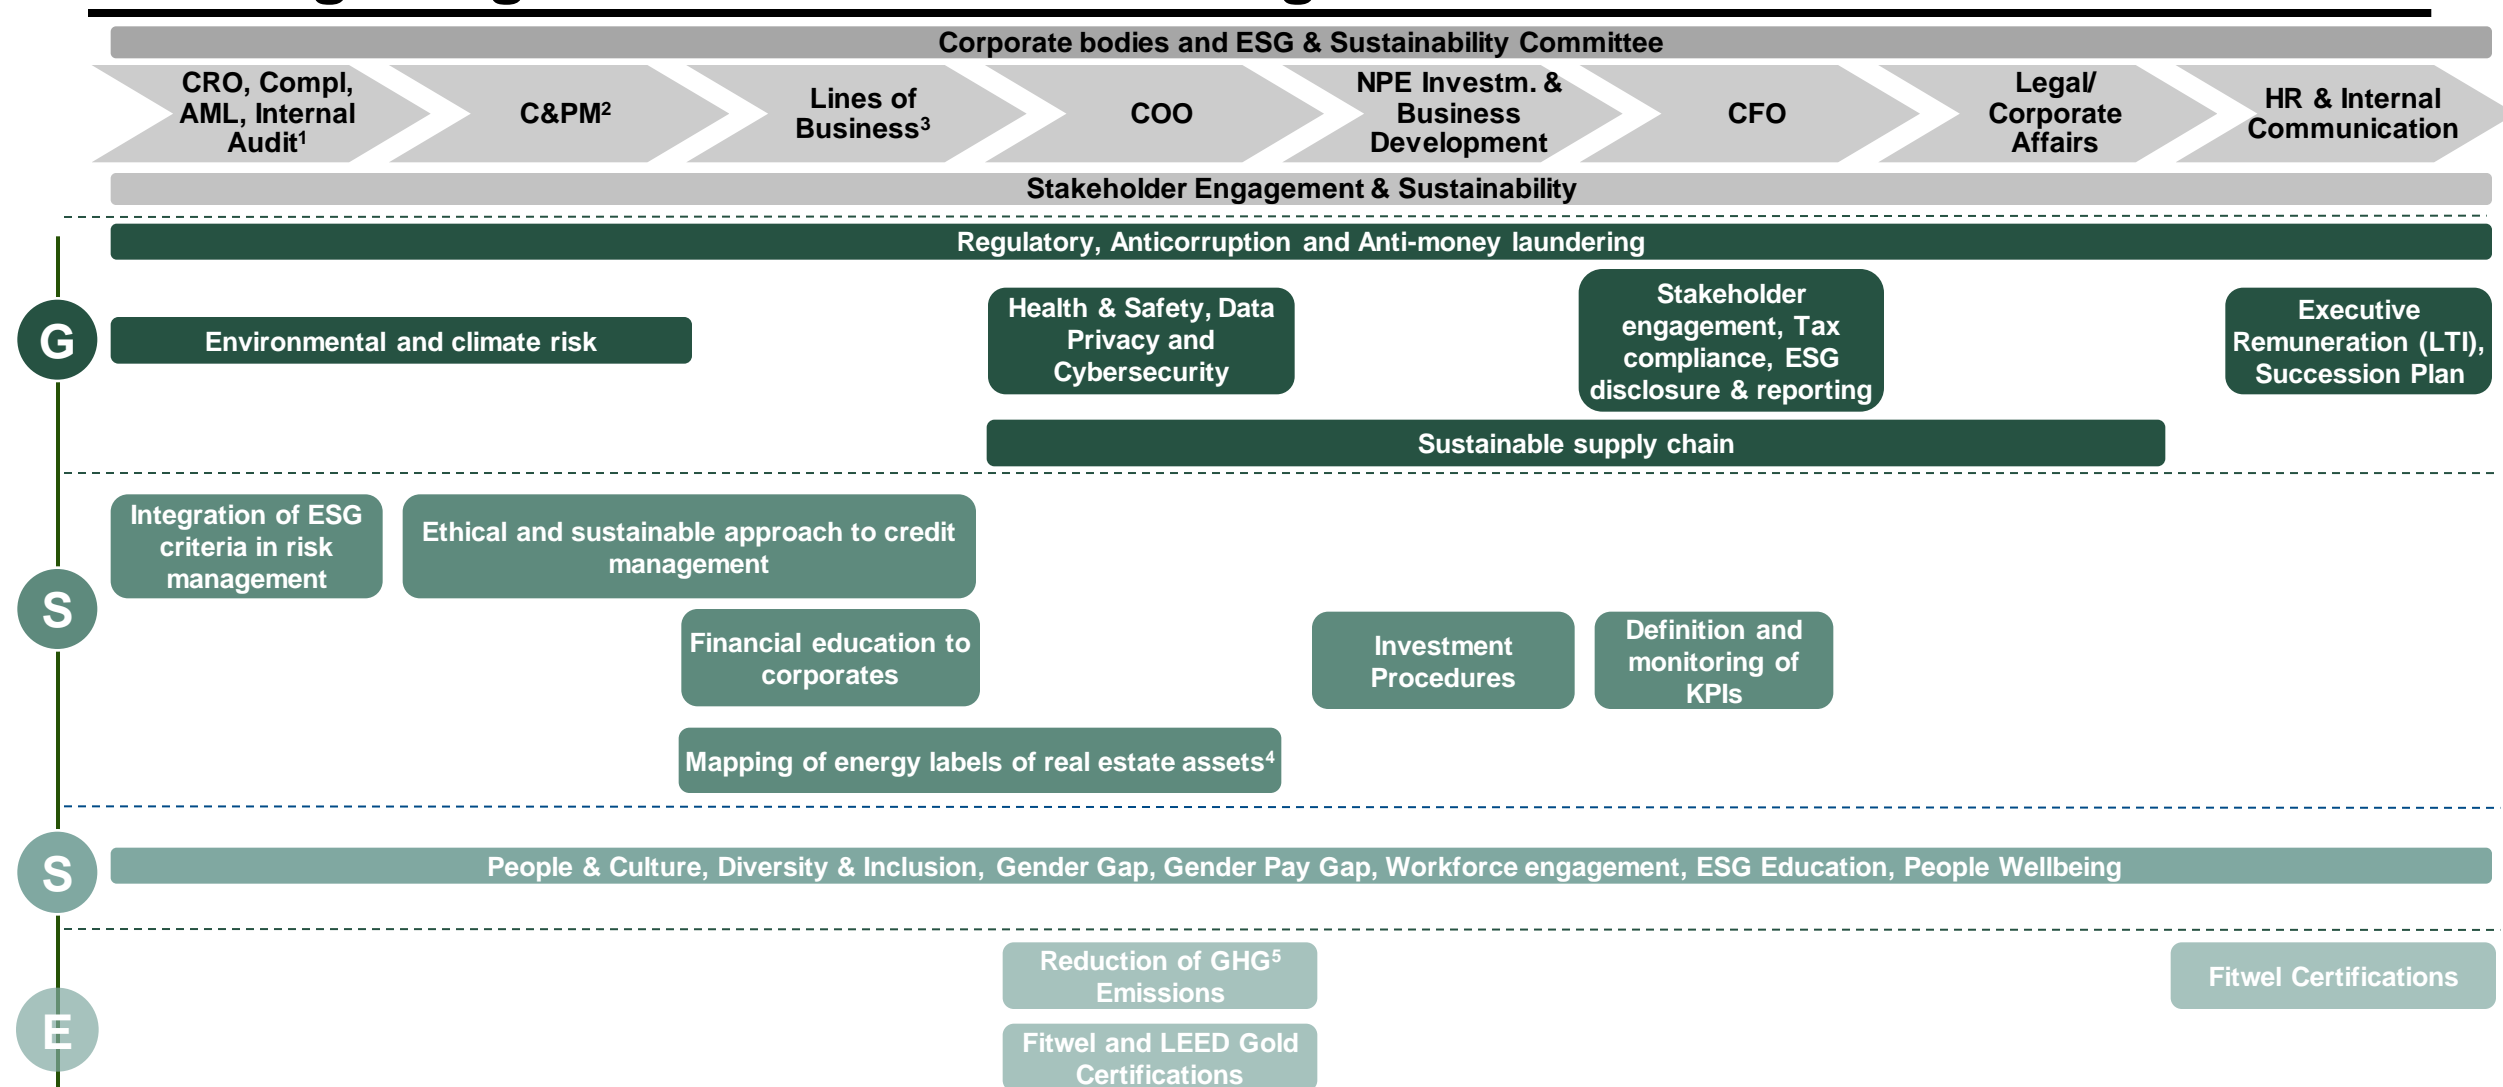 Corporate bodies and ESG & Sustainability Committee
CRO, Compl,
AML, Internal
Audit¹
C&PM²
Lines of
Business³
COO
NPE Investm. &
Business
Development
CFO
Legal/
Corporate
Affairs
HR & Internal
Communication
Stakeholder Engagement & Sustainability
Regulatory, Anticorruption and Anti-money laundering
G
Environmental and climate risk
Health & Safety, Data
Privacy and
Cybersecurity
Stakeholder
engagement, Tax
compliance, ESG
disclosure & reporting
Executive
Remuneration (LTI),
Succession Plan
Sustainable supply chain
S
Integration of ESG
criteria in risk
management
Ethical and sustainable approach to credit
management
Financial education to
corporates
Investment
Procedures
Definition and
monitoring of
KPIs
Mapping of energy labels of real estate assets⁴
S
People & Culture, Diversity & Inclusion, Gender Gap, Gender Pay Gap, Workforce engagement, ESG Education, People Wellbeing
E
Reduction of GHG⁵
Emissions
Fitwel Certifications
Fitwel and LEED Gold
Certifications